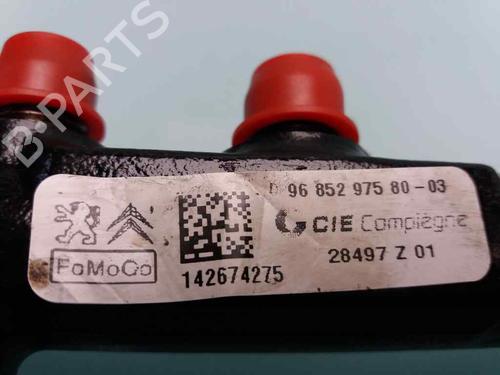 B-PARTS
96 852 975 80-03
CIE Compiègne
28497 Z 01
FoMoCo
142674275